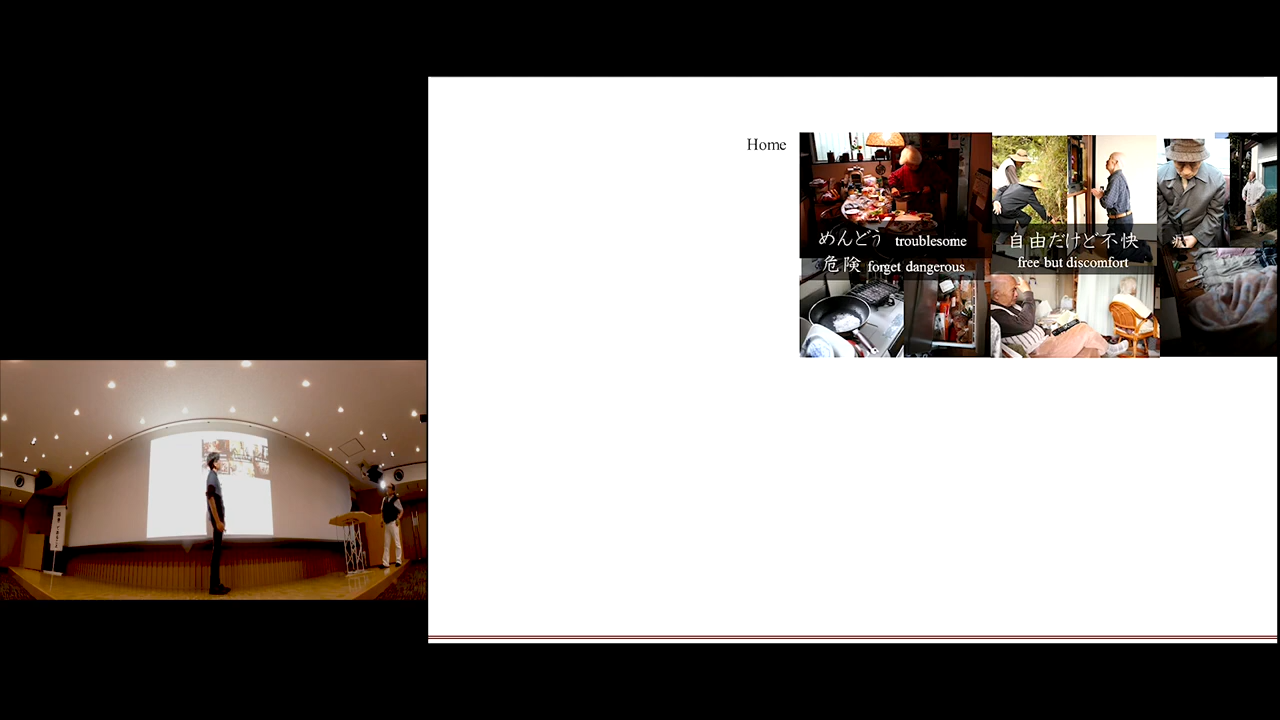 Home
めんどう troublesome
危険 forget dangerous
自由だけど不快
free but discomfort